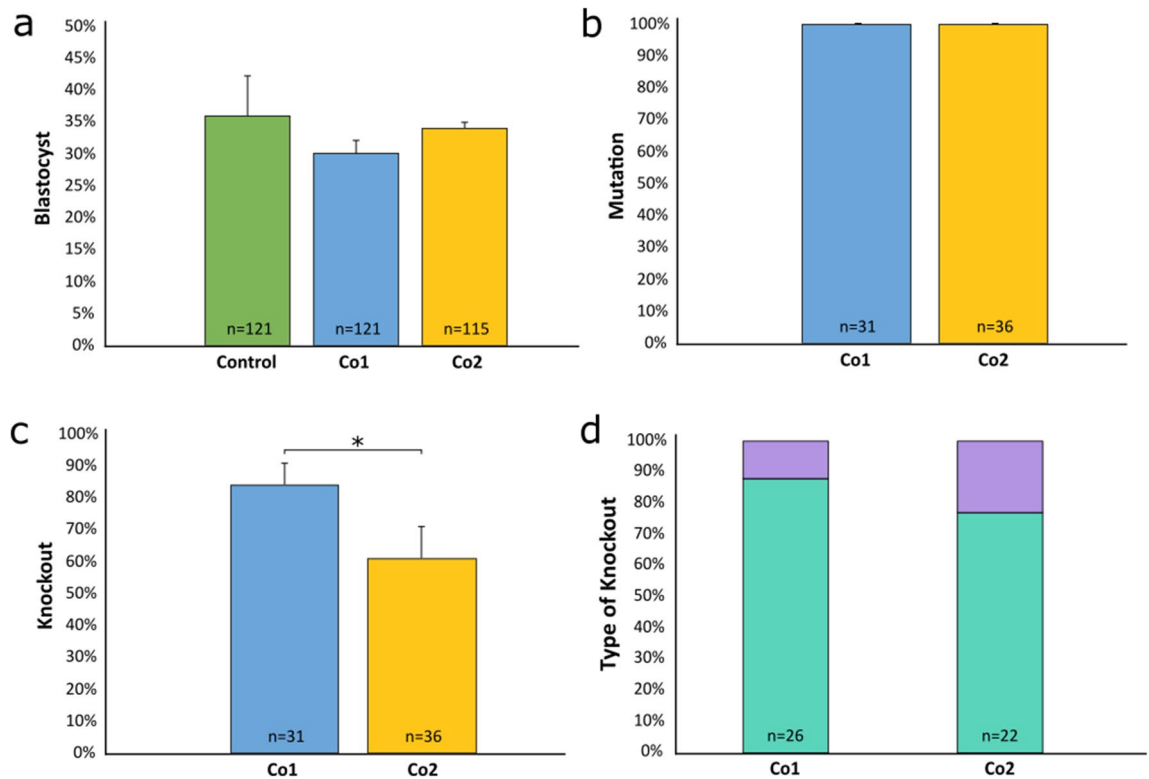 a
Blastocyst
50%
45%
40%
35%
30%
25%
20%
15%
10%
5%
0%
n=121
n=121
n=115
Control
Co1
Co2
b
Mutation
100%
90%
80%
70%
60%
50%
40%
30%
20%
10%
0%
n=31
n=36
Co1
Co2
c
Knockout
100%
90%
80%
70%
60%
50%
40%
30%
20%
10%
0%
*
n=31
n=36
Co1
Co2
d
Type of Knockout
100%
90%
80%
70%
60%
50%
40%
30%
20%
10%
0%
n=26
n=22
Co1
Co2